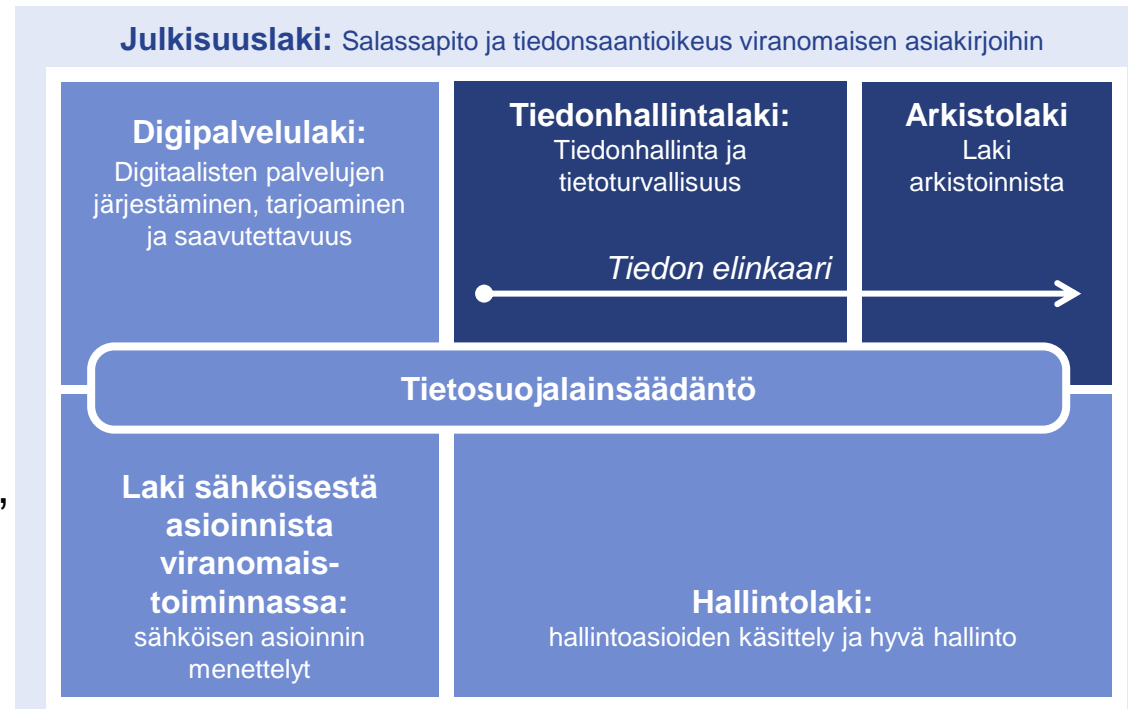 Julkisuuslaki: Salassapito ja tiedonsaantioikeus viranomaisen asiakirjoihin
Digipalvelulaki:
Digitaalisten palvelujen
järjestäminen, tarjoaminen
ja saavutettavuus
Tiedonhallintalaki:
Tiedonhallinta ja
tietoturvallisuus
Arkistolaki
Laki
arkistoinnista
Tiedon elinkaari
Tietosuojalainsäädäntö
,
Laki sähköisestä
asioinnista
viranomais-
toiminnassa:
sähköisen asioinnin
menettelyt
Hallintolaki:
hallintoasioiden käsittely ja hyvä hallinto